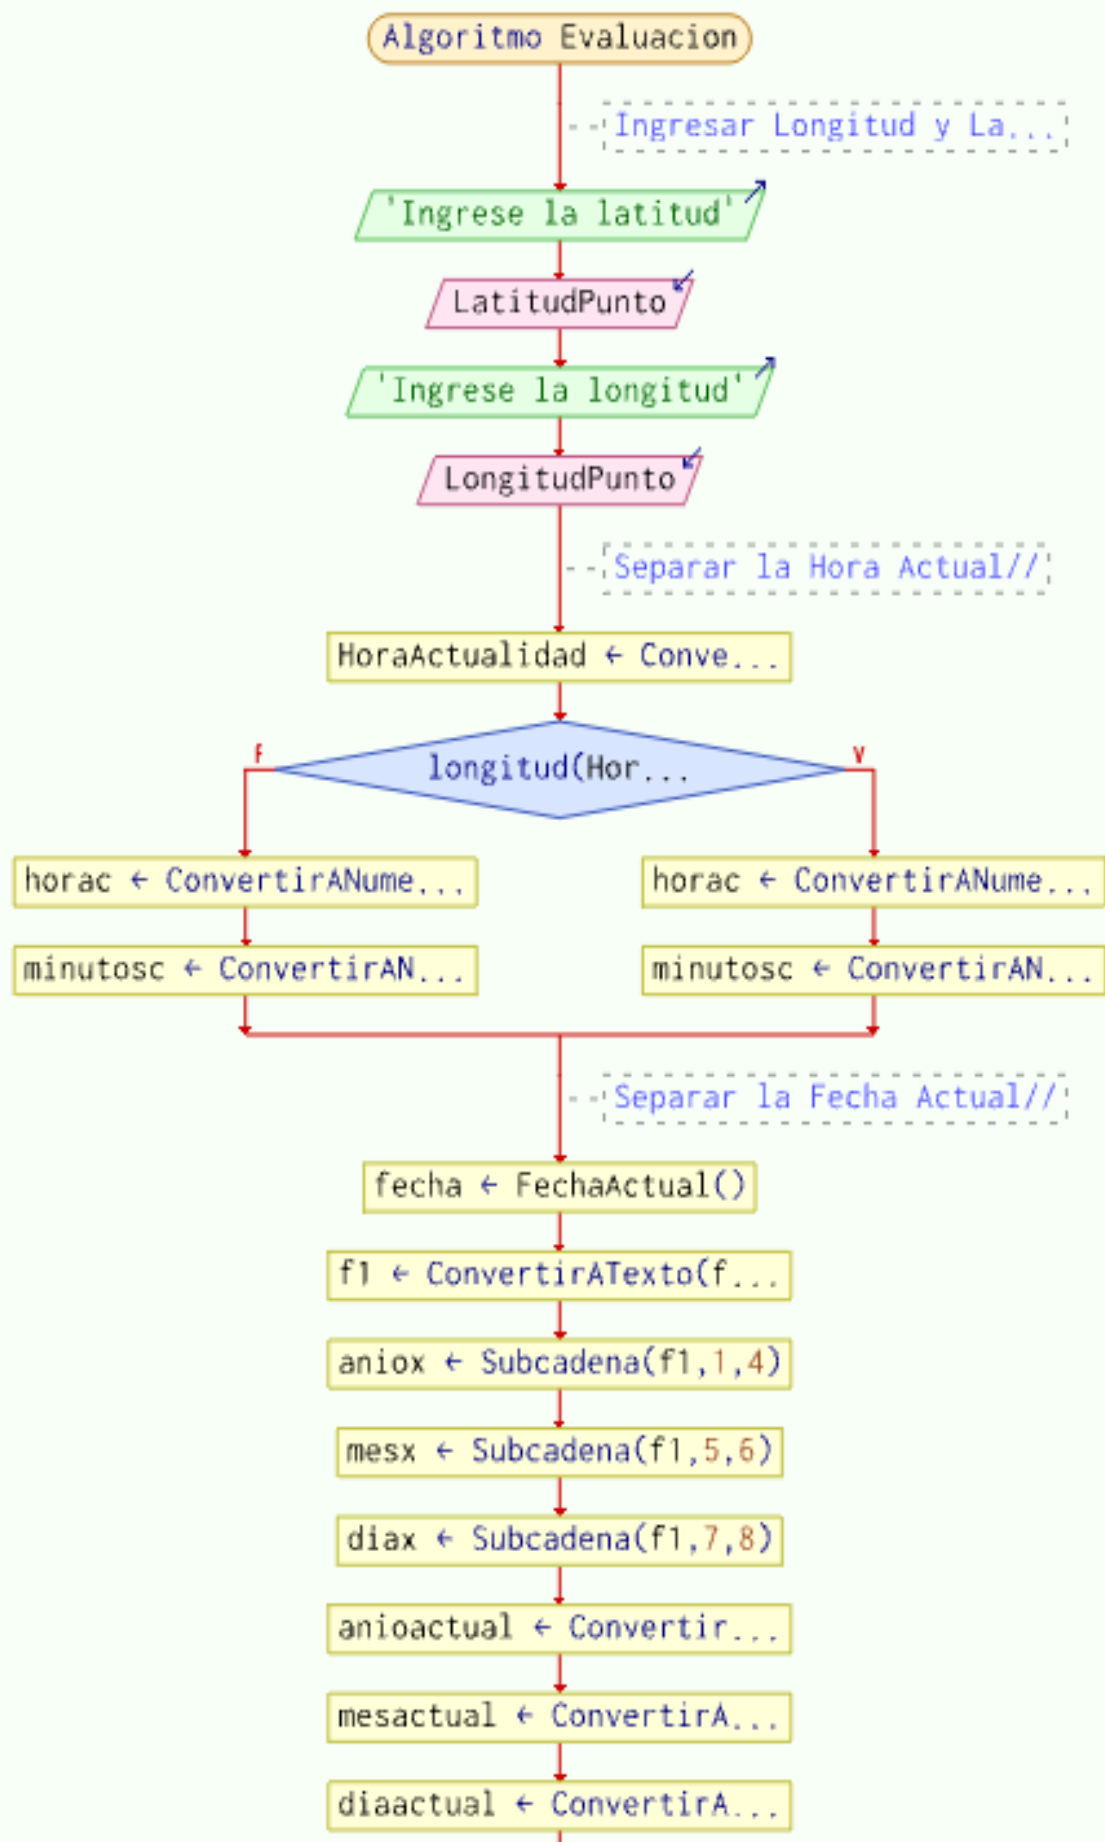 Algoritmo Evaluacion
Ingresar Longitud y La...
'Ingrese la latitud'
LatitudPunto
'Ingrese la longitud'
LongitudPunto
Separar la Hora Actual//
HoraActualidad ← Conve...
F
V
longitud(Hor...
horac ← ConvertirANume...
horac ← ConvertirANume...
minutosc ← ConvertirAN...
minutosc ← ConvertirAN...
Separar la Fecha Actual//
fecha ← FechaActual()
f1 ← ConvertirATexto(f...
aniox ← Subcadena(f1,1,4)
mesx ← Subcadena(f1,5,6)
diax ← Subcadena(f1,7,8)
anioactual ← Convertir...
mesactual ← ConvertirA...
diaactual ← ConvertirA...